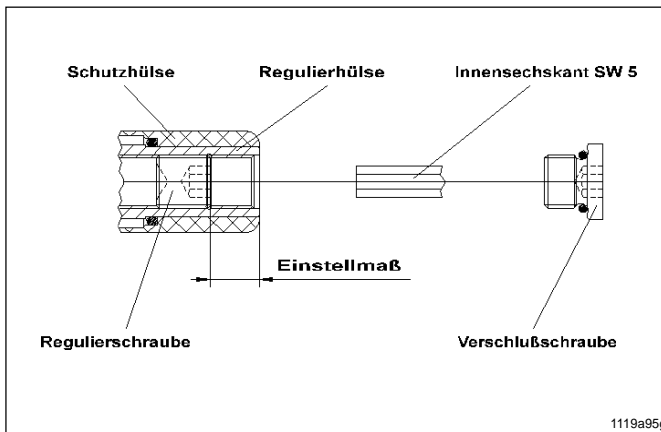 Schutzhülse
Regulierhülse
Innensechskant SW 5
Einstellmaß
Regulierschraube
Verschlußschraube